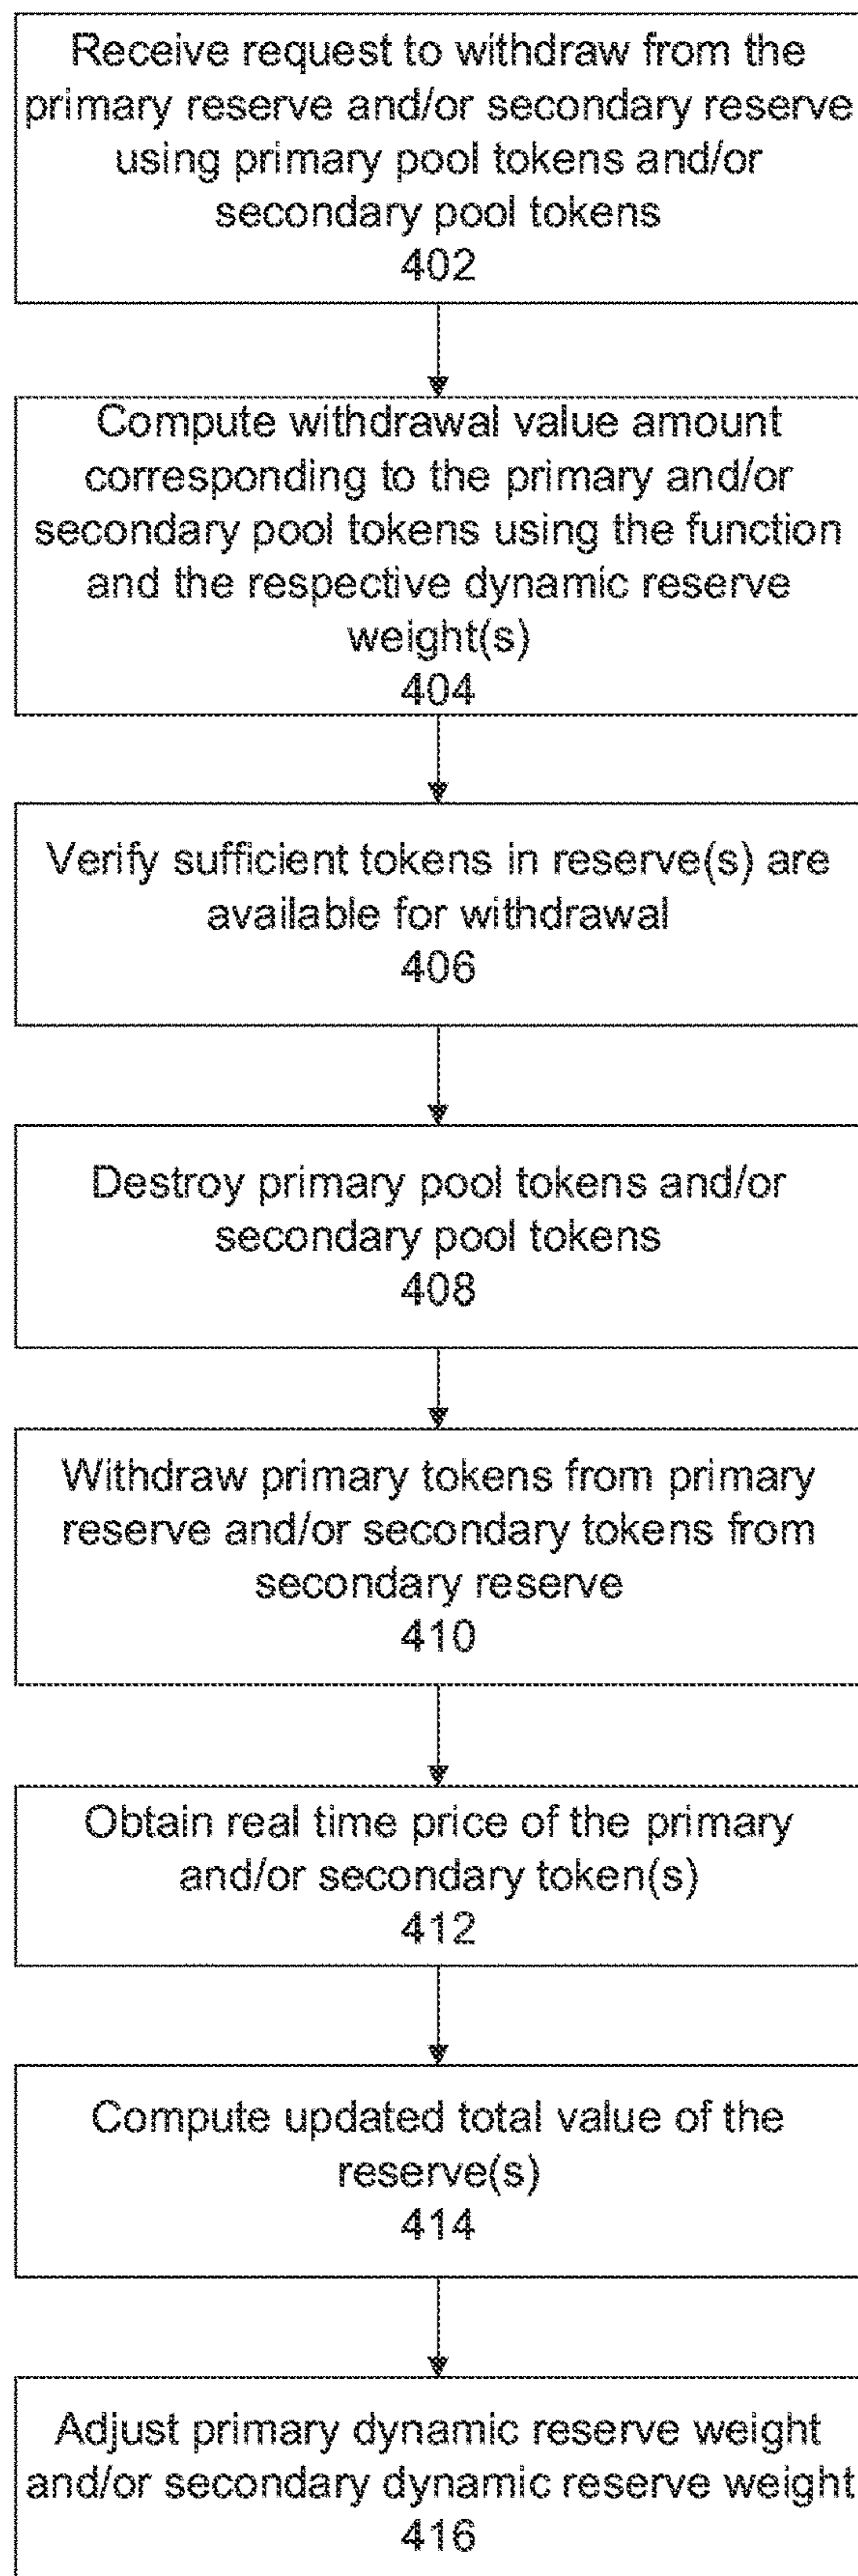 Receive request to withdraw from the
primary reserve and/or secondary reserve
using primary pool tokens and/or
secondary pool tokens
402
Compute withdrawal value amount
corresponding to the primary and/or
secondary pool tokens using the function
and the respective dynamic reserve
weight(s)
404
Verify sufficient tokens in reserve(s) are
available for withdrawal
406
Destroy primary pool tokens and/or
secondary pool tokens
408
Withdraw primary tokens from primary
reserve and/or secondary tokens from
secondary reserve
410
Obtain real time price of the primary
and/or secondary token(s)
412
Compute updated total value of the
reserve(s)
414
Adjust primary dynamic reserve weight
and/or secondary dynamic reserve weight
416